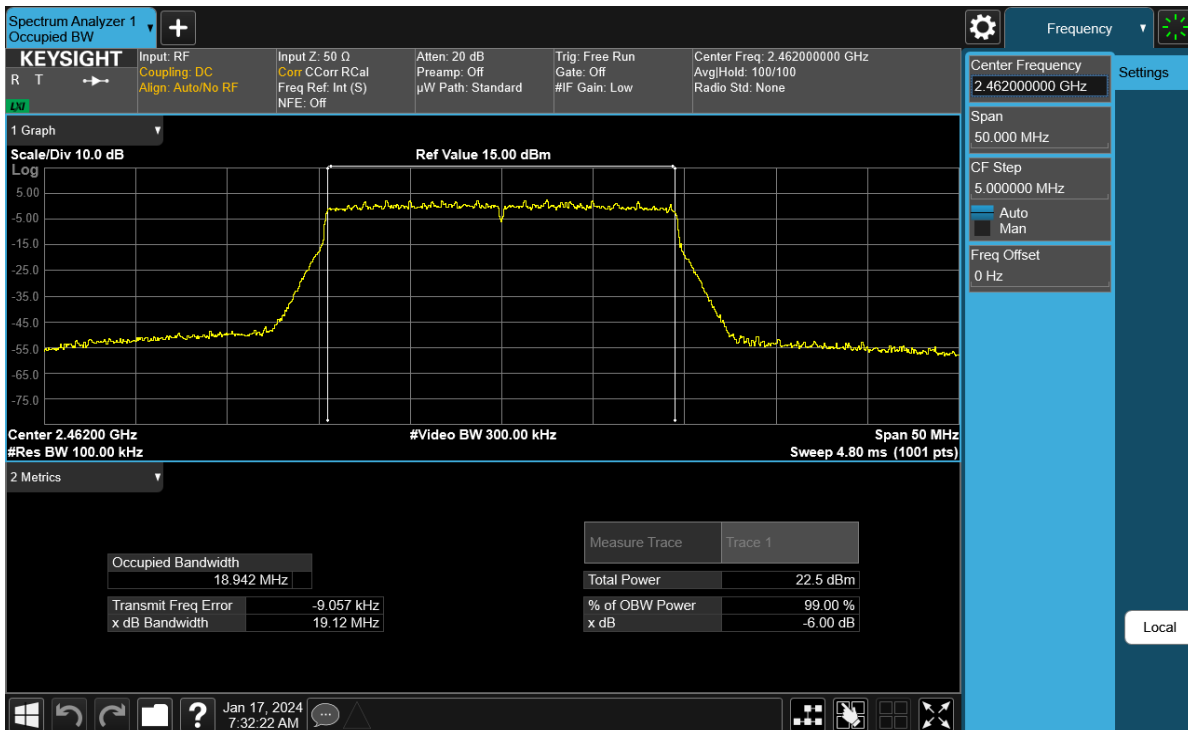 Spectrum Analyzer 1
Occupied BW
Frequency
KEYSIGHT
R T
LXI
Input: RF
Coupling: DC
Align: Auto/No RF
Input Z: 50 Ω
Corr CCorr RCal
Freq Ref: Int (S)
NFE: Off
Atten: 20 dB
Preamp: Off
µW Path: Standard
Trig: Free Run
Gate: Off
#IF Gain: Low
Center Freq: 2.462000000 GHz
Avg|Hold: 100/100
Radio Std: None
Center Frequency
2.462000000 GHz
Settings
Span
50.000 MHz
CF Step
5.000000 MHz
Auto
Man
Freq Offset
0 Hz
Local
1 Graph
Scale/Div 10.0 dB
Ref Value 15.00 dBm
Log
5.00
-5.00
-15.0
-25.0
-35.0
-45.0
-55.0
-65.0
-75.0
Center 2.46200 GHz
#Video BW 300.00 kHz
Span 50 MHz
#Res BW 100.00 kHz
Sweep 4.80 ms (1001 pts)
2 Metrics
Measure Trace Trace 1
Occupied Bandwidth
18.942 MHz
Total Power 22.5 dBm
Transmit Freq Error -9.057 kHz
% of OBW Power 99.00 %
x dB Bandwidth 19.12 MHz
x dB -6.00 dB
?
Jan 17, 2024
7:32:22 AM